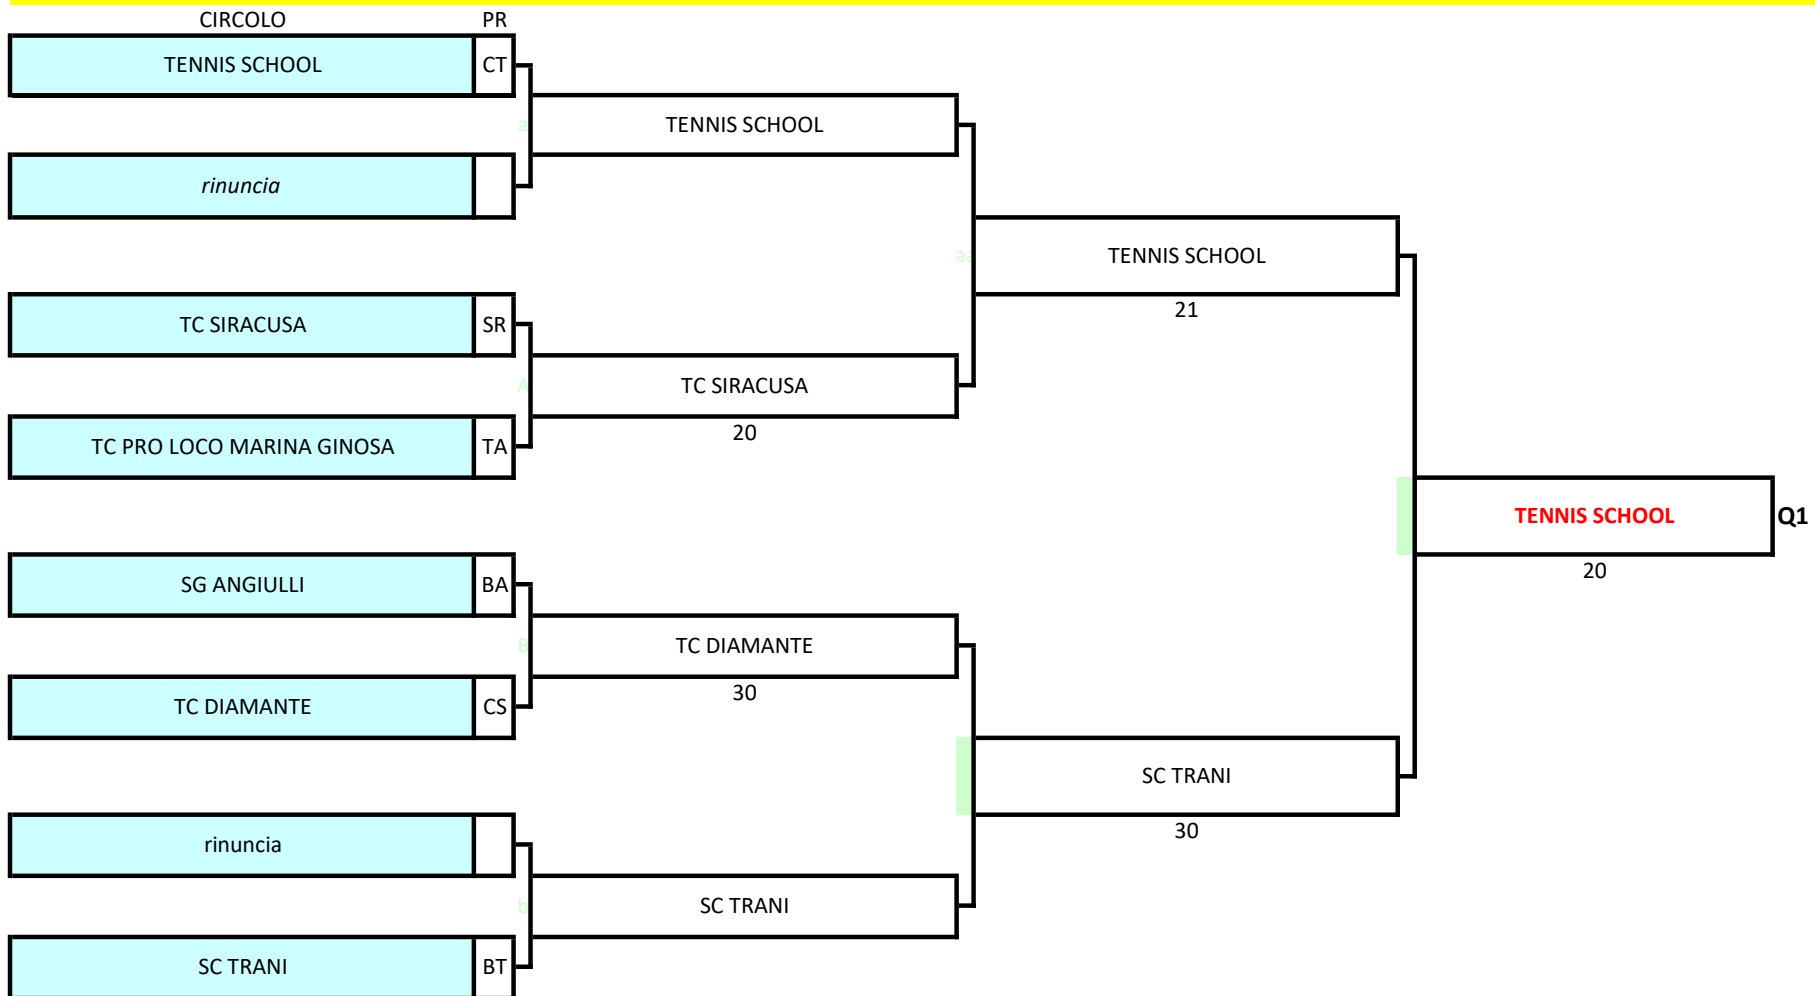 CIRCOLO PR
TENNIS SCHOOL CT
a
TENNIS SCHOOL
rinuncia
TENNIS SCHOOL
21
TC SIRACUSA SR
A
TC SIRACUSA
20
TC PRO LOCO MARINA GINOSA TA
TENNIS SCHOOL Q1
20
SG ANGIULLI BA
B
TC DIAMANTE
30
TC DIAMANTE CS
SC TRANI
30
rinuncia
b
SC TRANI
SC TRANI BT